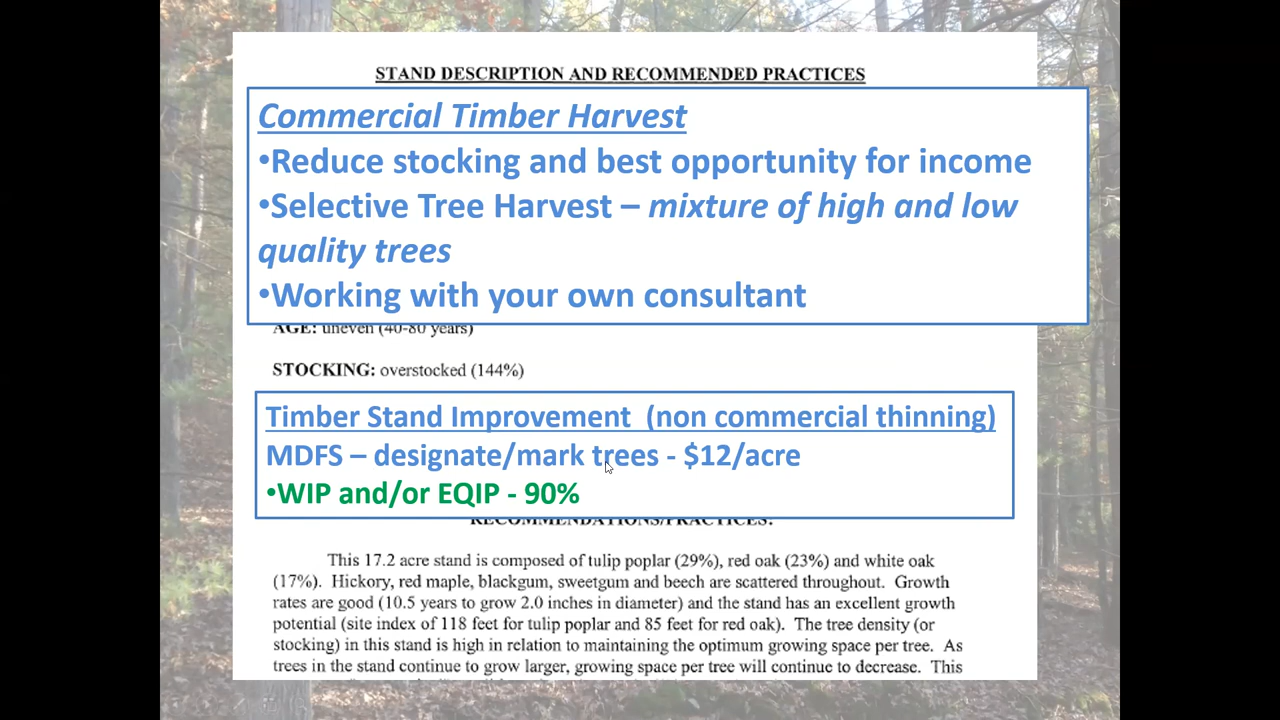 STAND DESCRIPTION AND RECOMMENDED PRACTICES
Commercial Timber Harvest
•Reduce stocking and best opportunity for income
•Selective Tree Harvest – mixture of high and low
quality trees
•Working with your own consultant
AGE: uneven (40-80 years)
STOCKING: overstocked (144%)
Timber Stand Improvement (non commercial thinning)
MDFS – designate/mark trees - $12/acre
•WIP and/or EQIP - 90%
RECOMMENDATIONS/PRACTICES:
This 17.2 acre stand is composed of tulip poplar (29%), red oak (23%) and white oak
(17%). Hickory, red maple, blackgum, sweetgum and beech are scattered throughout. Growth
rates are good (10.5 years to grow 2.0 inches in diameter) and the stand has an excellent growth
potential (site index of 118 feet for tulip poplar and 85 feet for red oak). The tree density (or
stocking) in this stand is high in relation to maintaining the optimum growing space per tree. As
trees in the stand continue to grow larger, growing space per tree will continue to decrease. This